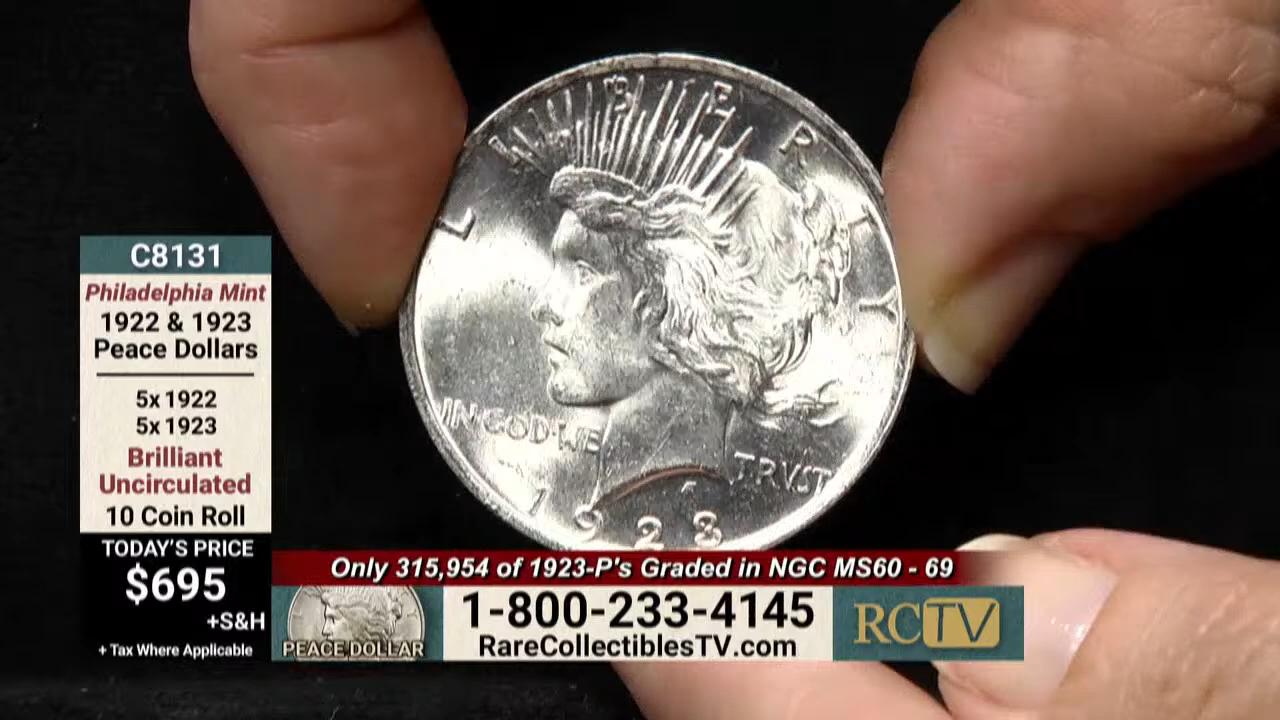 LIBERTY
IN GOD WE
TRVST
1923
C8131
Philadelphia Mint
1922 & 1923
Peace Dollars
5x 1922
5x 1923
Brilliant
Uncirculated
10 Coin Roll
TODAY'S PRICE
$695
+S&H
+ Tax Where Applicable
Only 315,954 of 1923-P's Graded in NGC MS60 - 69
PEACE DOLLAR
1-800-233-4145
RareCollectiblesTV.com
RCTV